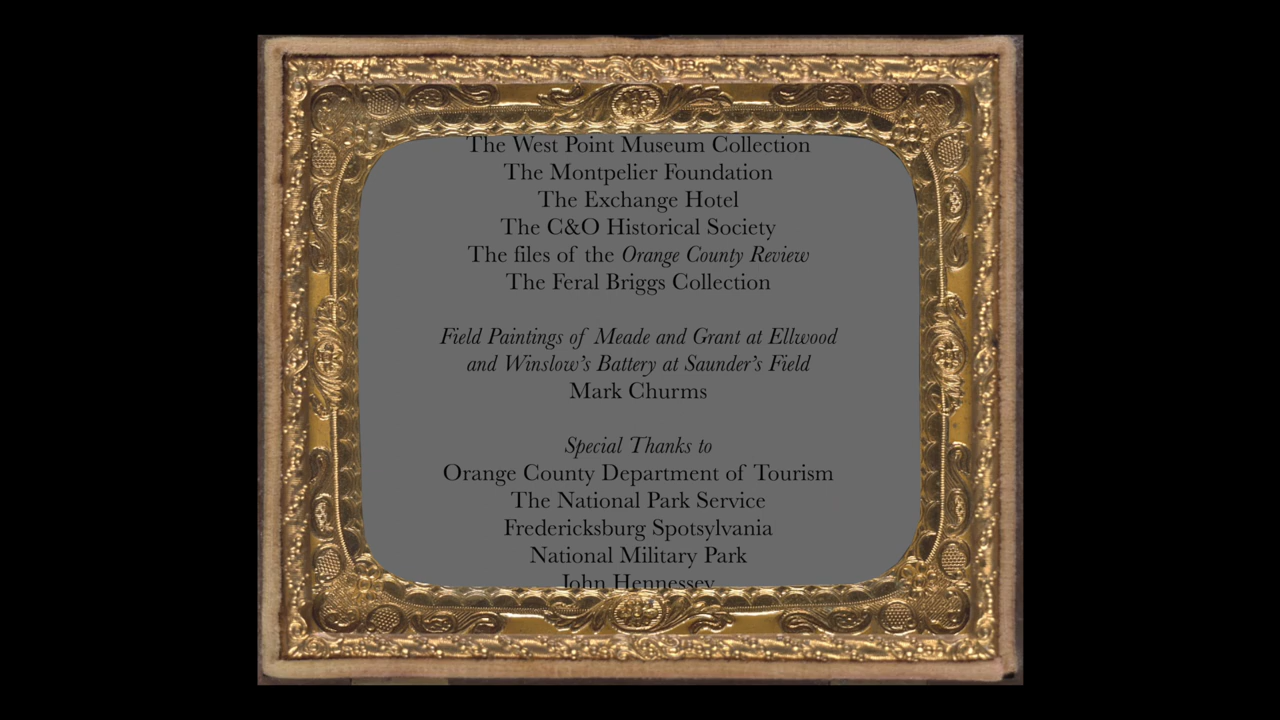 The West Point Museum Collection
The Montpelier Foundation
The Exchange Hotel
The C&O Historical Society
The files of the Orange County Review
The Feral Briggs Collection
Field Paintings of Meade and Grant at Ellwood
and Winslow's Battery at Saunder's Field
Mark Churms
Special Thanks to
Orange County Department of Tourism
The National Park Service
Fredericksburg Spotsylvania
National Military Park
John Hennessey